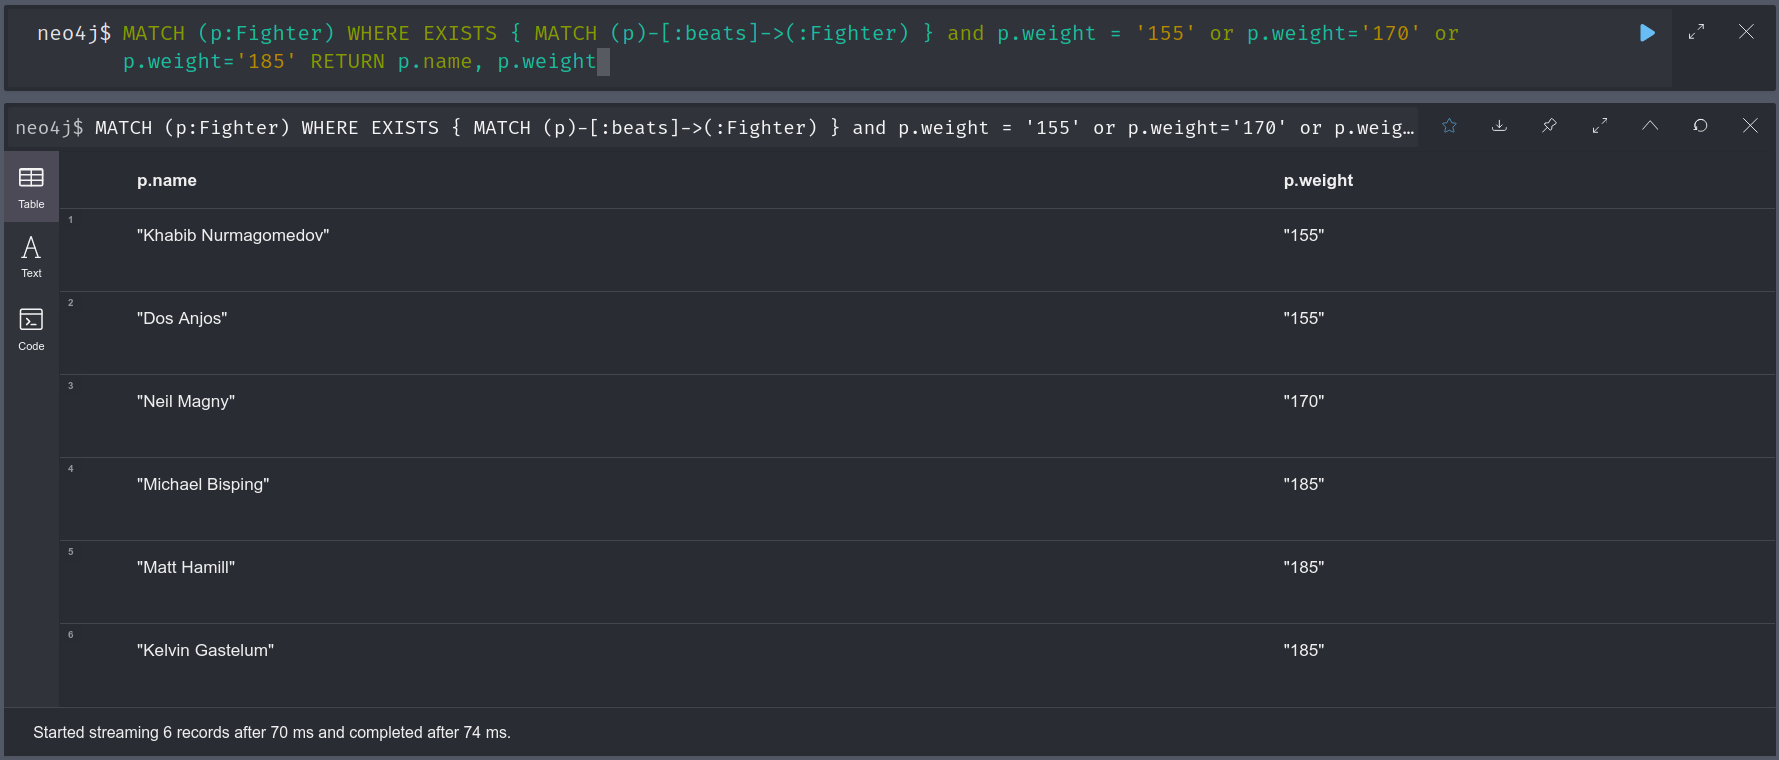 neo4j$ MATCH (p:Fighter) WHERE EXISTS { MATCH (p)-[:beats]->(:Fighter) } and p.weight = '155' or p.weight='170' or
p.weight='185' RETURN p.name, p.weight
neo4j$ MATCH (p:Fighter) WHERE EXISTS { MATCH (p)-[:beats]->(:Fighter) } and p.weight = '155' or p.weight='170' or p.weig…
Table
Text
Code
p.name p.weight
1 "Khabib Nurmagomedov" "155"
2 "Dos Anjos" "155"
3 "Neil Magny" "170"
4 "Michael Bisping" "185"
5 "Matt Hamill" "185"
6 "Kelvin Gastelum" "185"
Started streaming 6 records after 70 ms and completed after 74 ms.